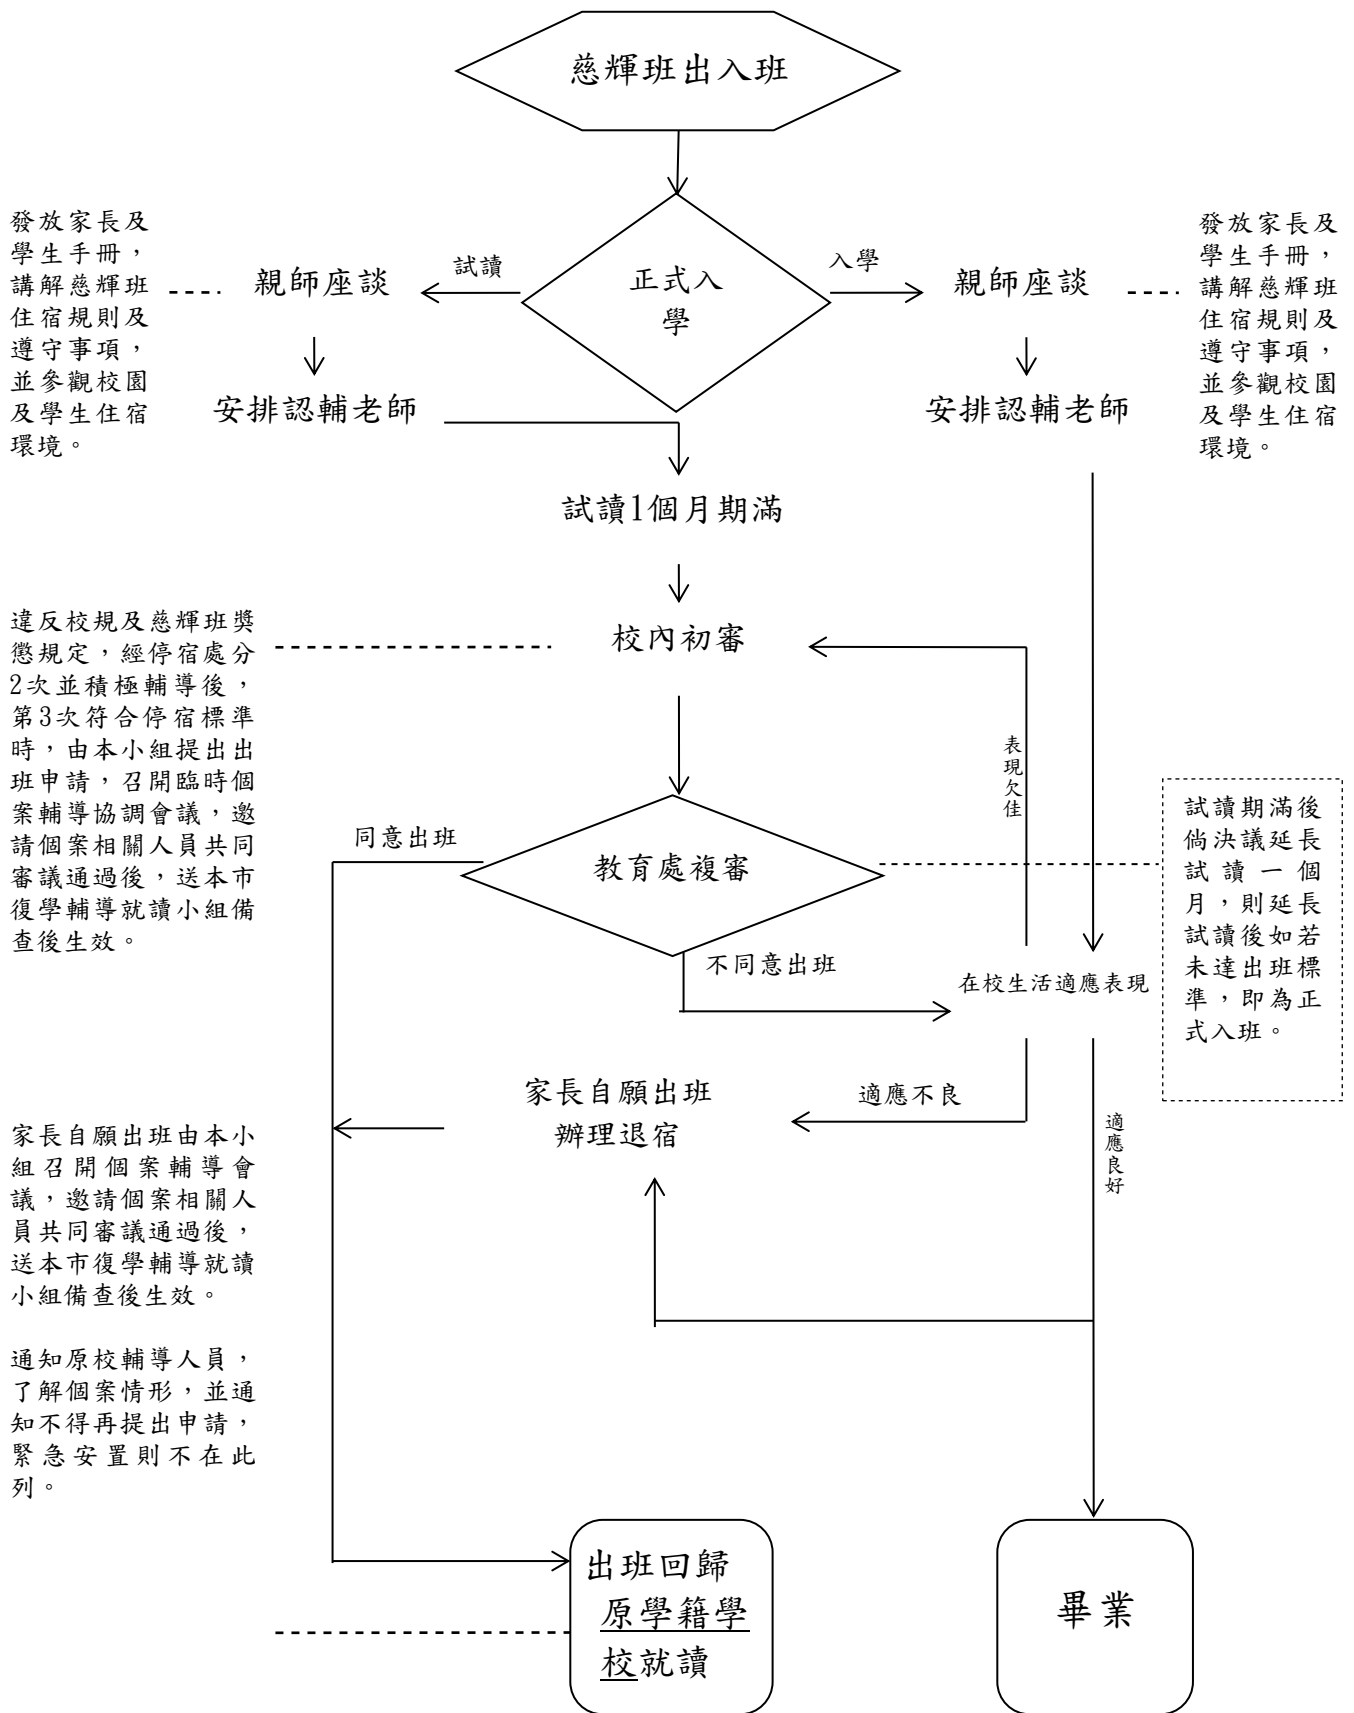 慈輝班出入班
發放家長及
學生手冊，
講解慈輝班
住宿規則及
遵守事項，
並參觀校園
及學生住宿
環境。
親師座談
試讀
正式入
學
入學
親師座談
發放家長及
學生手冊，
講解慈輝班
住宿規則及
遵守事項，
並參觀校園
及學生住宿
環境。
安排認輔老師
安排認輔老師
試讀1個月期滿
違反校規及慈輝班獎
懲規定，經停宿處分
2次並積極輔導後，
第3次符合停宿標準
時，由本小組提出出
班申請，召開臨時個
案輔導協調會議，邀
請個案相關人員共同
審議通過後，送本市
復學輔導就讀小組備
查後生效。
校內初審
表現欠佳
同意出班
教育處複審
試讀期滿後
倘決議延長
試讀一個
月，則延長
試讀後如若
未達出班標
準，即為正
式入班。
不同意出班
在校生活適應表現
家長自願出班
辦理退宿
適應不良
適應良好
家長自願出班由本小
組召開個案輔導會
議，邀請個案相關人
員共同審議通過後，
送本市復學輔導就讀
小組備查後生效。
通知原校輔導人員，
了解個案情形，並通
知不得再提出申請，
緊急安置則不在此
列。
出班回歸
原學籍學
校就讀
畢業